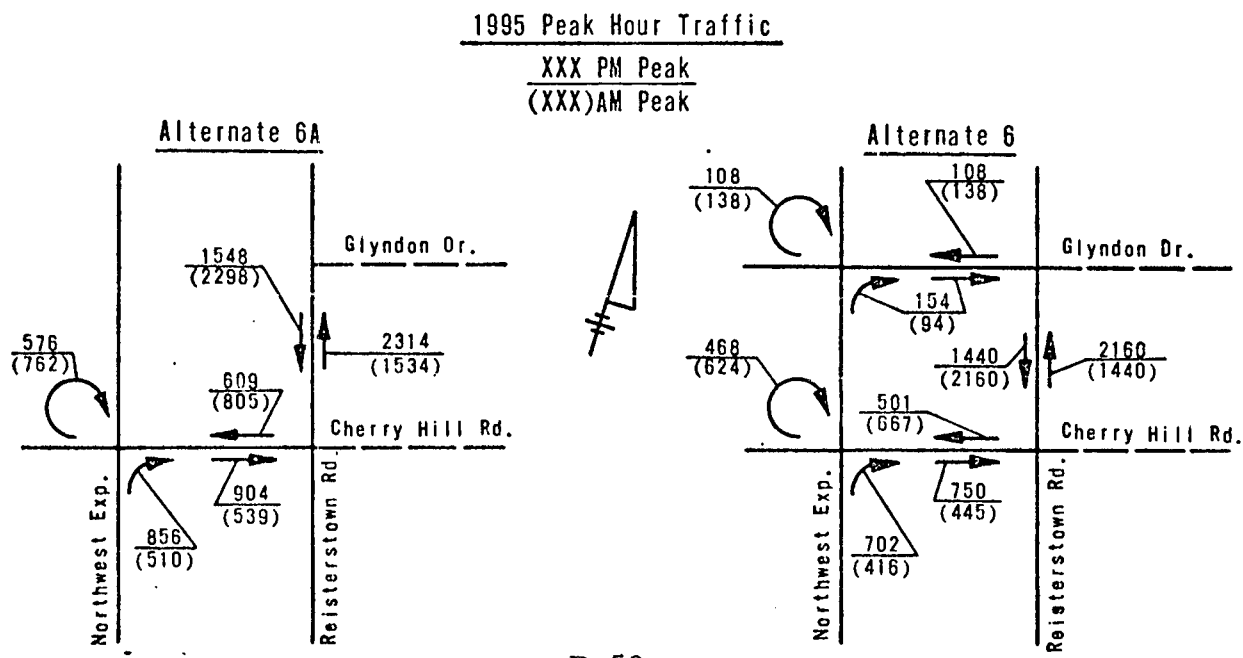 1995 Peak Hour Traffic
XXX PM Peak
(XXX)AM Peak
Alternate 6A
1548
(2298)
Glyndon Or.
576
(762)
2314
(1534)
609
(805)
Cherry Hill Rd.
904
(539)
856
(510)
Northwest Exp.
Reisterstown Rd.
Alternate 6
108
(138)
108
(138)
Glyndon Dr.
154
(94)
468
(624)
1440
(2160)
2160
(1440)
501
(667)
Cherry Hill Rd.
750
(445)
702
(416)
Northwest Exp.
Reisterstown Rd.